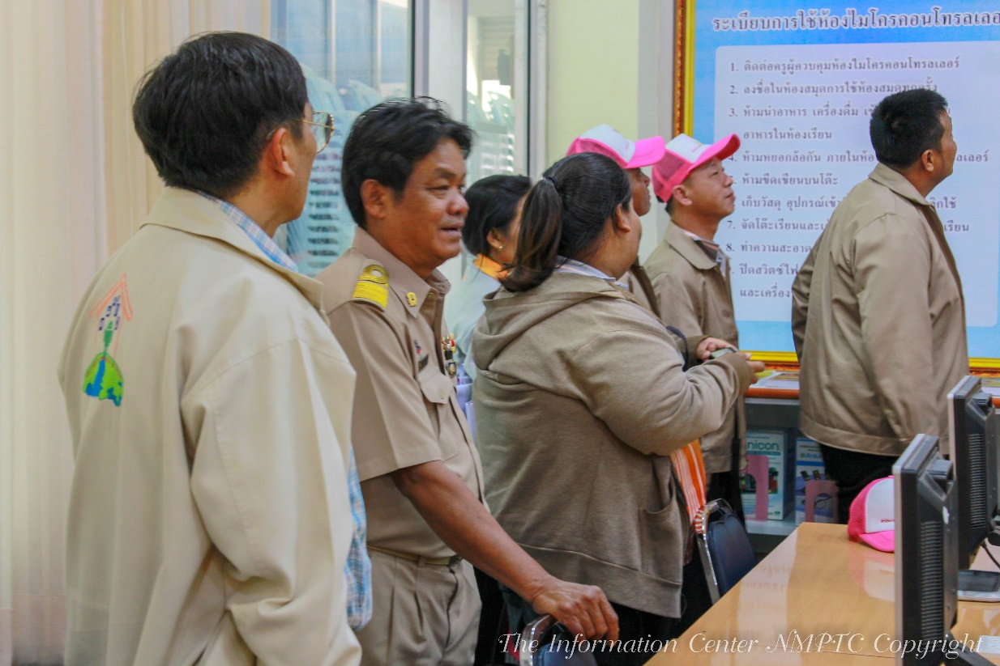 ระเบียบการใช้ห้องไมโครคอนโทรลเลอ
1. ติดต่อครูผู้ควบคุมห้องไมโครคอนโทรลเลอร์
2. ลงชื่อในห้องสมุดการใช้ห้องสมุดทุกครั้ง
3. ห้ามนำอาหาร เครื่องดื่ม
อาหารในห้องเรียน
4. ห้ามหยอกล้อกัน ภายในห้อ ลเลอร์
ห้ามขีดเขียนบนโต๊ะ
เก็บวัสดุ อุปกรณ์เข้า ลิกใช้
7. จัดโต๊ะเรียนและเ รียน
8. ทำความสะอาด
. ปิดสวิตซ์ไฟ
และเครื่อง
nicon
The Information Center NMPTC Copyright